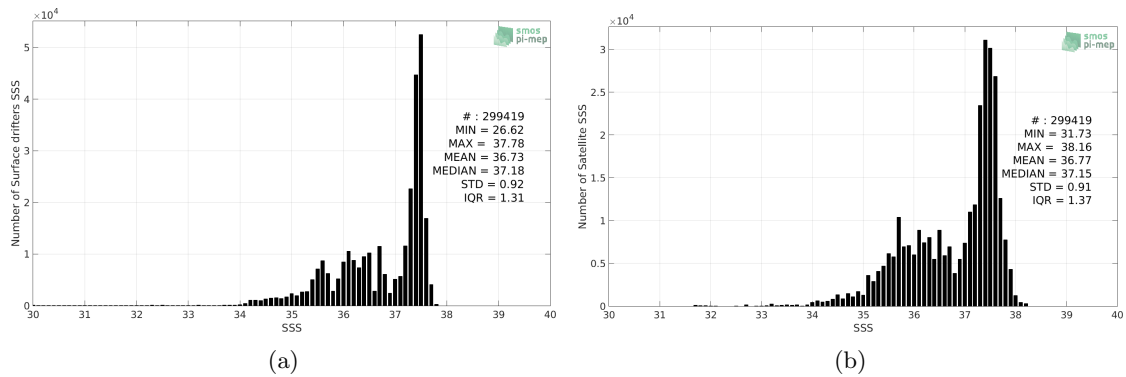 ×10⁴
5
4
3
2
1
0
30 31 32 33 34 35 36 37 38 39 40
SSS
Number of Surface drifters SSS
smos
pi-mep
# : 299419
MIN = 26.62
MAX = 37.78
MEAN = 36.73
MEDIAN = 37.18
STD = 0.92
IQR = 1.31
(a)
×10⁴
3
2.5
2
1.5
1
0.5
0
30 31 32 33 34 35 36 37 38 39 40
SSS
Number of Satellite SSS
smos
pi-mep
# : 299419
MIN = 31.73
MAX = 38.16
MEAN = 36.77
MEDIAN = 37.15
STD = 0.91
IQR = 1.37
(b)